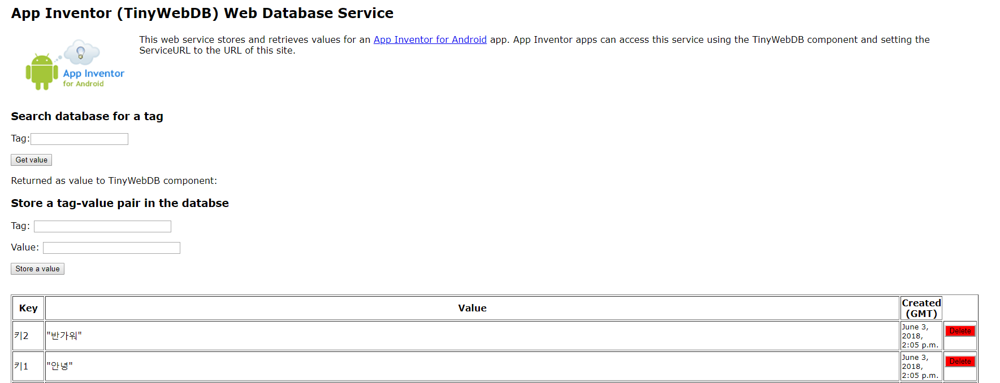 App Inventor (TinyWebDB) Web Database Service
App Inventor
for Android
This web service stores and retrieves values for an App Inventor for Android app. App Inventor apps can access this service using the TinyWebDB component and setting the
ServiceURL to the URL of this site.
Search database for a tag
Tag:
Get value
Returned as value to TinyWebDB component:
Store a tag-value pair in the databse
Tag:
Value:
Store a value
Key Value Created
(GMT)
키2 "반가워" June 3,
2018,
2:05 p.m. Delete
키1 "안녕" June 3,
2018,
2:05 p.m. Delete